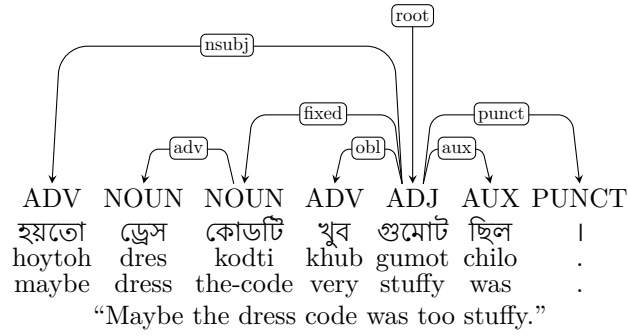 root
nsubj
fixed punct
adv obl aux
ADV NOUN NOUN ADV ADJ AUX PUNCT
হয়তো ড্রেস কোডটি খুব গুমোট ছিল ।
hoytoh dres kodti khub gumot chilo .
maybe dress the-code very stuffy was .
“Maybe the dress code was too stuffy.”